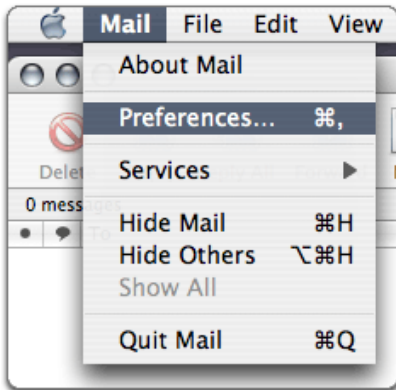 Mail File Edit View
About Mail
Preferences... ⌘,
Delete
Services
0 messages
To
Hide Mail ⌘H
Hide Others ⌥⌘H
Show All
Quit Mail ⌘Q